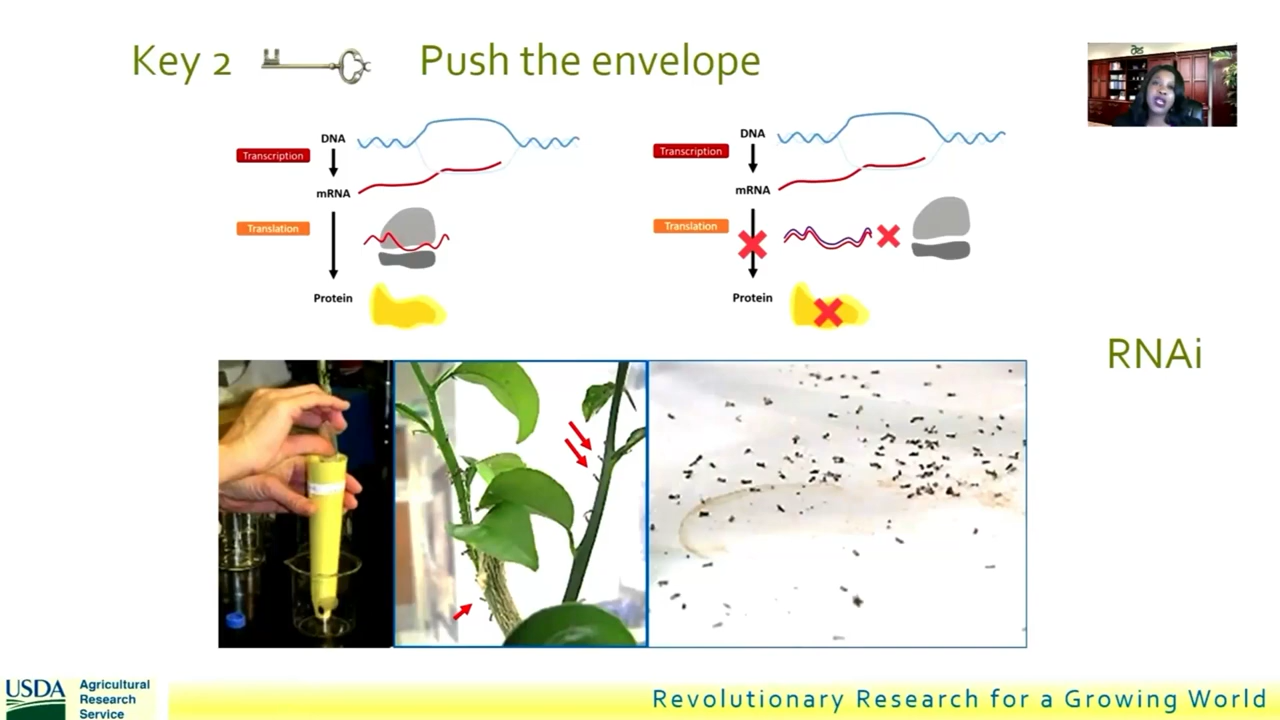 Key 2
Push the envelope
DNA
Transcription
mRNA
Translation
Protein
DNA
Transcription
mRNA
Translation
Protein
RNAi
USDA
Agricultural
Research
Service
Revolutionary Research for a Growing World